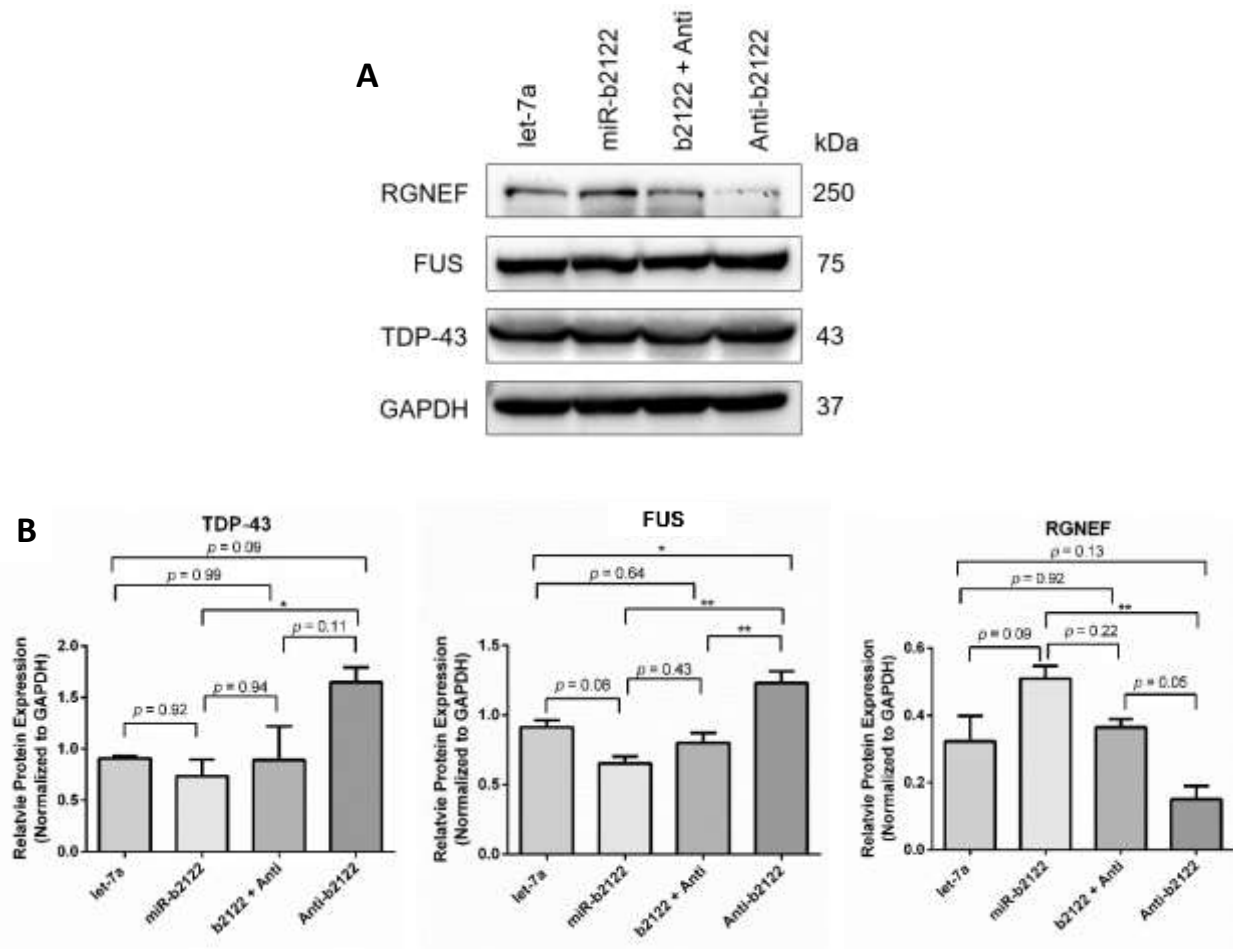 A
let-7a
miR-b2122
b2122 + Anti
Anti-b2122
kDa
RGNEF
250
FUS
75
TDP-43
43
GAPDH
37
B
TDP-43
p = 0.09
p = 0.99
*
p = 0.11
p = 0.94
p = 0.92
Relatvie Protein Expression
(Normalized to GAPDH)
2.0
1.5
1.0
0.5
0.0
let-7a
miR-b2122
b2122 + Anti
Anti-b2122
FUS
*
p = 0.64
**
**
p = 0.43
p = 0.08
Relatvie Protein Expression
(Normalized to GAPDH)
1.5
1.0
0.5
0.0
let-7a
miR-b2122
b2122 + Anti
Anti-b2122
RGNEF
p = 0.13
p = 0.92
**
p = 0.09
p = 0.22
p = 0.05
Relatvie Protein Expression
(Normalized to GAPDH)
0.6
0.4
0.2
0.0
let-7a
miR-b2122
b2122 + Anti
Anti-b2122